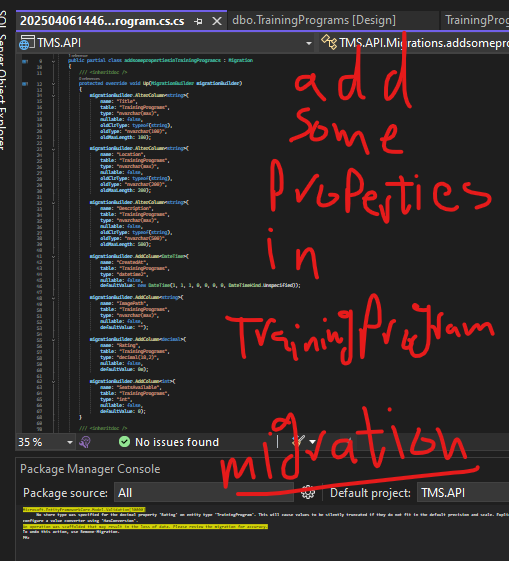 SQL Server Object Explorer
202504061446...rogram.cs.cs
dbo.TrainingPrograms [Design]
TrainingProg
TMS.API
TMS.API.Migrations.addsomepro
public partial class addsomepropertiesinTrainingPrograms : Migration
{
/// <inheritdoc />
protected override void Up(MigrationBuilder migrationBuilder)
{
migrationBuilder.AlterColumn<string>(
name: "Title",
table: "TrainingPrograms",
type: "nvarchar(max)",
nullable: false,
oldClrType: typeof(string),
oldType: "nvarchar(100)",
oldMaxLength: 100);
migrationBuilder.AlterColumn<string>(
name: "Location",
table: "TrainingPrograms",
type: "nvarchar(max)",
nullable: false,
oldClrType: typeof(string),
oldType: "nvarchar(200)",
oldMaxLength: 200);
migrationBuilder.AlterColumn<string>(
name: "Description",
table: "TrainingPrograms",
type: "nvarchar(max)",
nullable: false,
oldClrType: typeof(string),
oldType: "nvarchar(500)",
oldMaxLength: 500);
migrationBuilder.AddColumn<DateTime>(
name: "CreatedAt",
table: "TrainingPrograms",
type: "datetime2",
nullable: false,
defaultValue: new DateTime(1, 1, 1, 0, 0, 0, 0, DateTimeKind.Unspecified));
migrationBuilder.AddColumn<string>(
name: "ImagePath",
table: "TrainingPrograms",
type: "nvarchar(max)",
nullable: false,
defaultValue: "");
migrationBuilder.AddColumn<decimal>(
name: "Rating",
table: "TrainingPrograms",
type: "decimal(18,2)",
nullable: false,
defaultValue: 0m);
migrationBuilder.AddColumn<int>(
name: "SeatsAvailable",
table: "TrainingPrograms",
type: "int",
nullable: false,
defaultValue: 0);
}
/// <inheritdoc />
add
some
Properties
in
TrainingProgram
migration
35 %
No issues found
Package Manager Console
Package source: All
Default project: TMS.API
Microsoft.EntityFrameworkCore.Model.Validation[30000]
No store type was specified for the decimal property 'Rating' on entity type 'TrainingProgram'. This will cause values to be silently truncated if they do not fit in the default precision and scale. Expli
configure a value converter using 'HasConversion'.
An operation was scaffolded that may result in the loss of data. Please review the migration for accuracy.
To undo this action, use Remove-Migration.
PM>